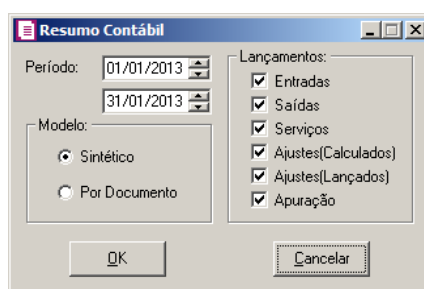 Resumo Contábil
Período: 01/01/2013
31/01/2013
Modelo:
Sintético
Por Documento
Lançamentos:
Entradas
Saídas
Serviços
Ajustes(Calculados)
Ajustes(Lançados)
Apuração
OK
Cancelar